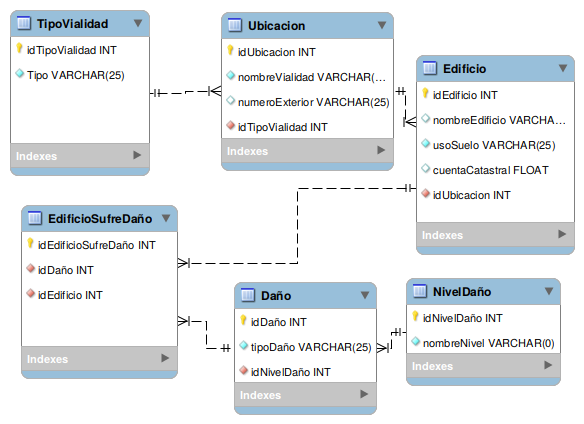 TipoVialidad
idTipoVialidad INT
Tipo VARCHAR(25)
Indexes
Ubicacion
idUbicacion INT
nombreVialidad VARCHAR(...
numeroExterior VARCHAR(25)
idTipoVialidad INT
Indexes
Edificio
idEdificio INT
nombreEdificio VARCHA...
usoSuelo VARCHAR(25)
cuentaCatastral FLOAT
idUbicacion INT
Indexes
EdificioSufreDaño
idEdificioSufreDaño INT
idDaño INT
idEdificio INT
Indexes
Daño
idDaño INT
tipoDaño VARCHAR(25)
idNivelDaño INT
Indexes
NivelDaño
idNivelDaño INT
nombreNivel VARCHAR(0)
Indexes